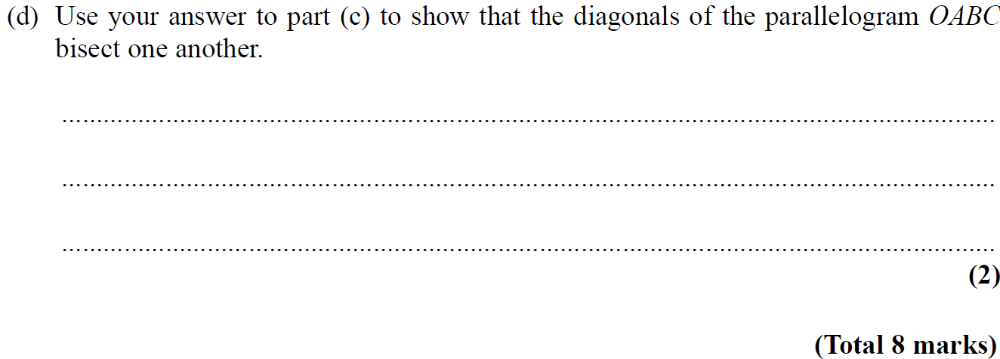 (d) Use your answer to part (c) to show that the diagonals of the parallelogram OABC
bisect one another.
................................................................................
................................................................................
................................................................................
(2)
(Total 8 marks)